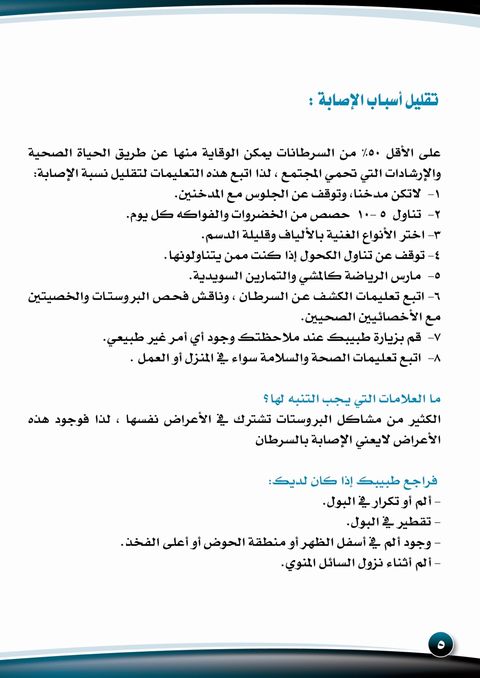 تقليل أسباب الإصابة :
على الأقل ٥٠٪ من السرطانات يمكن الوقاية منها عن طريق الحياة الصحية
والإرشادات التي تحمي المجتمع ، لذا اتبع هذه التعليمات لتقليل نسبة الإصابة:
١- لاتكن مدخنا، وتوقف عن الجلوس مع المدخنين.
٢- تناول ٥ -١٠ حصص من الخضروات والفواكه كل يوم.
٣- اختر الأنواع الغنية بالألياف وقليلة الدسم.
٤- توقف عن تناول الكحول إذا كنت ممن يتناولونها.
٥- مارس الرياضة كالمشي والتمارين السويدية.
٦- اتبع تعليمات الكشف عن السرطان ، وناقش فحص البروستات والخصيتين
مع الأخصائيين الصحيين.
٧- قم بزيارة طبيبك عند ملاحظتك وجود أي أمر غير طبيعي.
٨- اتبع تعليمات الصحة والسلامة سواء في المنزل أو العمل .
ما العلامات التي يجب التنبه لها؟
الكثير من مشاكل البروستات تشترك في الأعراض نفسها ، لذا فوجود هذه
الأعراض لايعني الإصابة بالسرطان
فراجع طبيبك إذا كان لديك:
- ألم أو تكرار في البول.
- تقطير في البول.
- وجود ألم في أسفل الظهر أو منطقة الحوض أو أعلى الفخذ.
- ألم أثناء نزول السائل المنوي.
٥